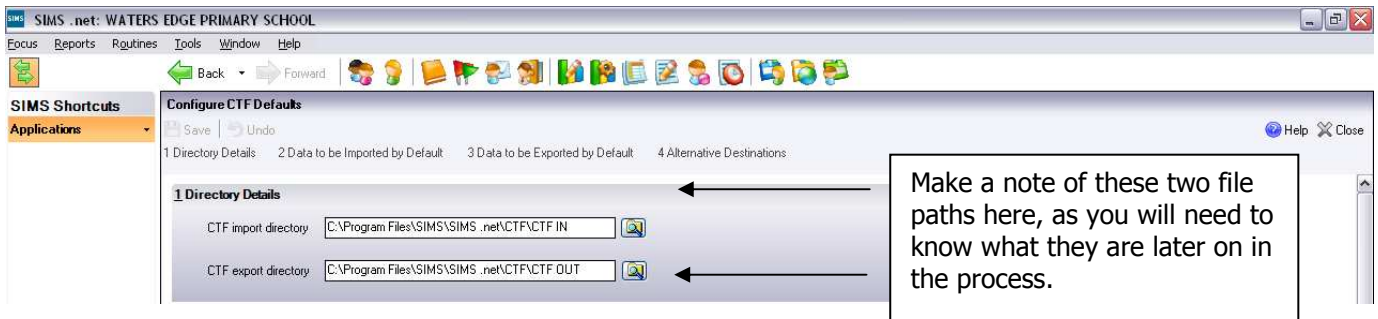 SIMS SIMS .net: WATERS EDGE PRIMARY SCHOOL
Focus Reports Routines Tools Window Help
Back Forward
SIMS Shortcuts
Applications
Configure CTF Defaults
Save Undo
Help Close
1 Directory Details 2 Data to be Imported by Default 3 Data to be Exported by Default 4 Alternative Destinations
1 Directory Details
CTF import directory C:\Program Files\SIMS\SIMS .net\CTF\CTF IN
CTF export directory C:\Program Files\SIMS\SIMS .net\CTF\CTF OUT
Make a note of these two file
paths here, as you will need to
know what they are later on in
the process.